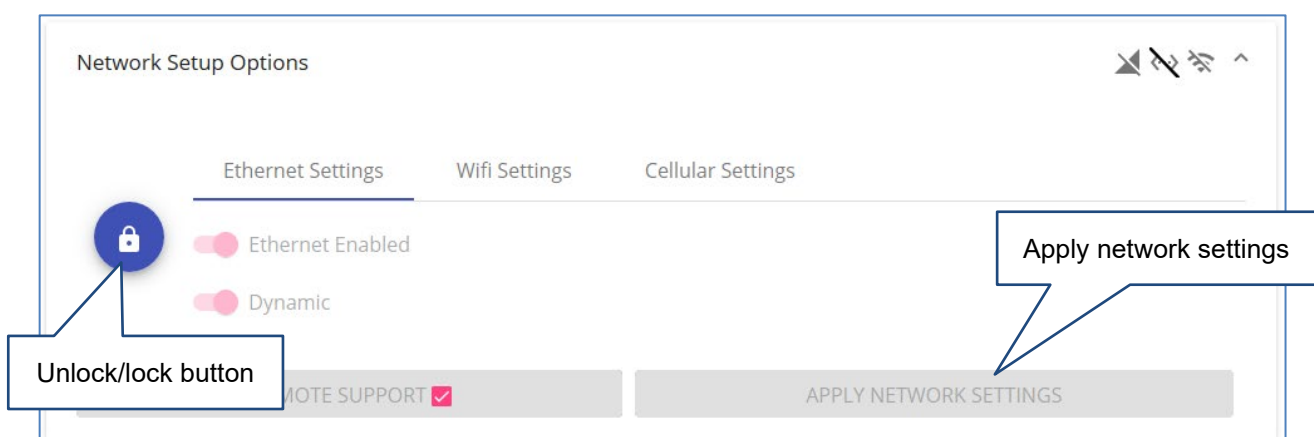 Network Setup Options
Ethernet Settings Wifi Settings Cellular Settings
Ethernet Enabled
Apply network settings
Dynamic
Unlock/lock button
SUPPORT
APPLY NETWORK SETTINGS